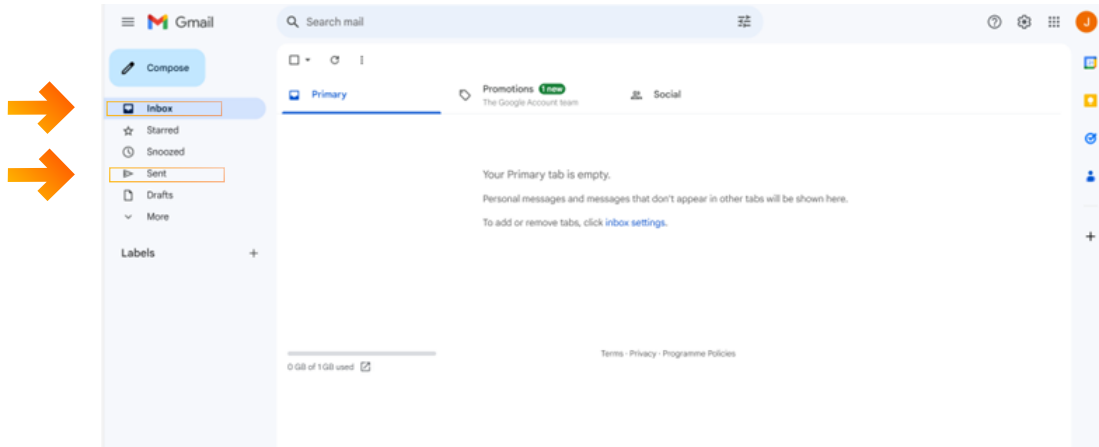 Gmail
Search mail
J
Compose
Inbox
Starred
Snoozed
Sent
Drafts
More
Labels
Primary
Promotions 1 new
The Google Account team
Social
Your Primary tab is empty.
Personal messages and messages that don't appear in other tabs will be shown here.
To add or remove tabs, click inbox settings.
0 GB of 1 GB used
Terms · Privacy · Programme Policies